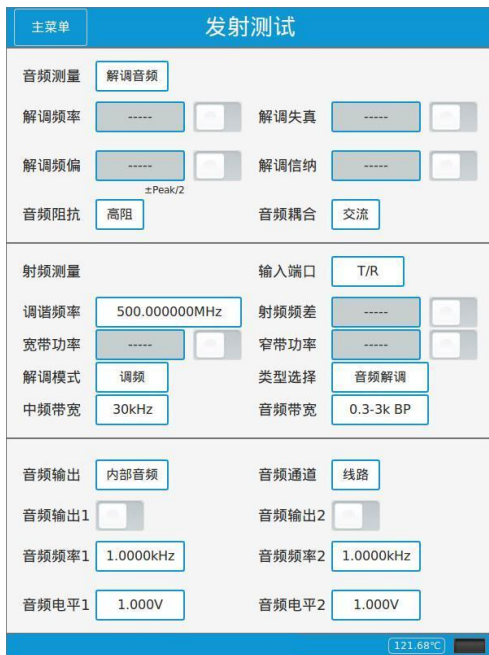 主菜单 发射测试
音频测量 解调音频
解调频率 ----- 解调失真 -----
解调频偏 ----- 解调信纳 -----
±Peak/2
音频阻抗 高阻 音频耦合 交流
射频测量 输入端口 T/R
调谐频率 500.000000MHz 射频频差 -----
宽带功率 ----- 窄带功率 -----
解调模式 调频 类型选择 音频解调
中频带宽 30kHz 音频带宽 0.3-3k BP
音频输出 内部音频 音频通道 线路
音频输出1 音频输出2
音频频率1 1.0000kHz 音频频率2 1.0000kHz
音频电平1 1.000V 音频电平2 1.000V
121.68℃